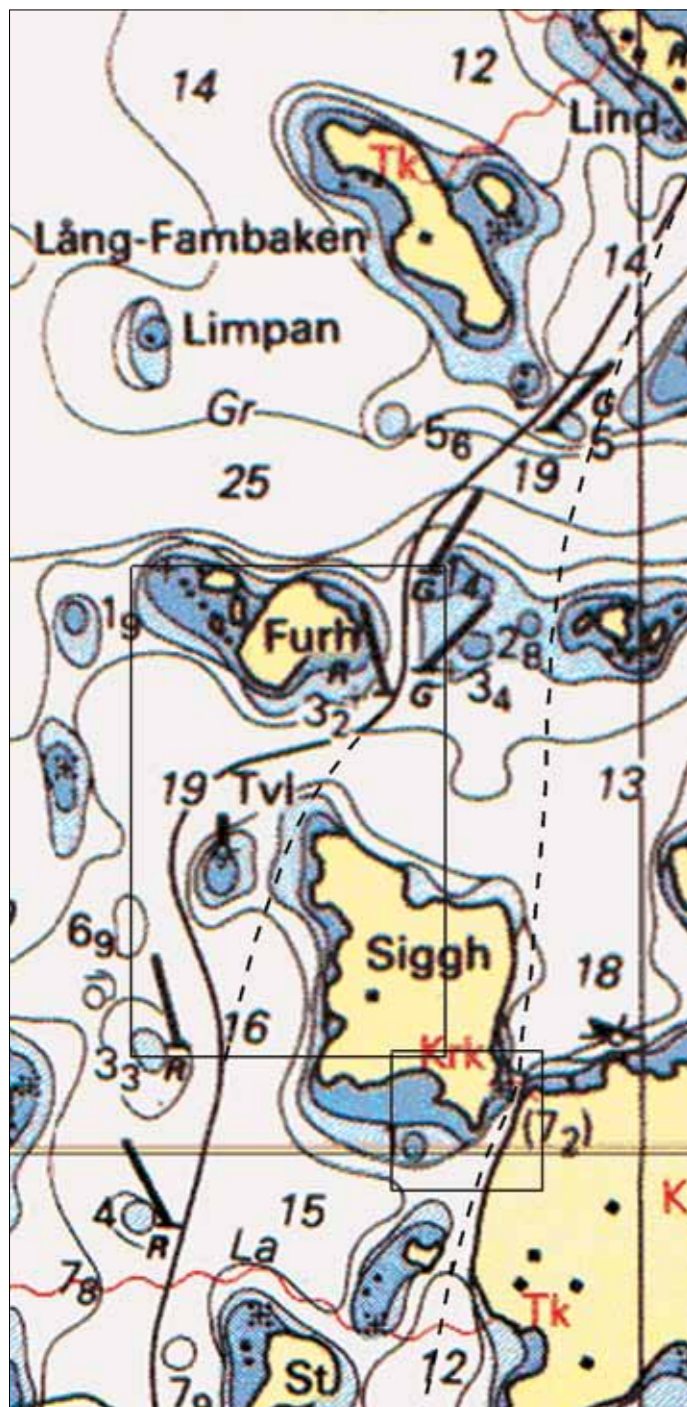 12
14
R
Lind-
Tk
Lång-Fambaken
14
Limpan
Gr
G
5
5₆
25
19
1₉
G
1₄
Furh
R
2₈
3₂
G
3₄
19
Tvl
13
6₉
Siggh
18
16
Krk
3₃
R
(7₂)
K
15
4
R
La
7₈
Tk
12
St
7₉